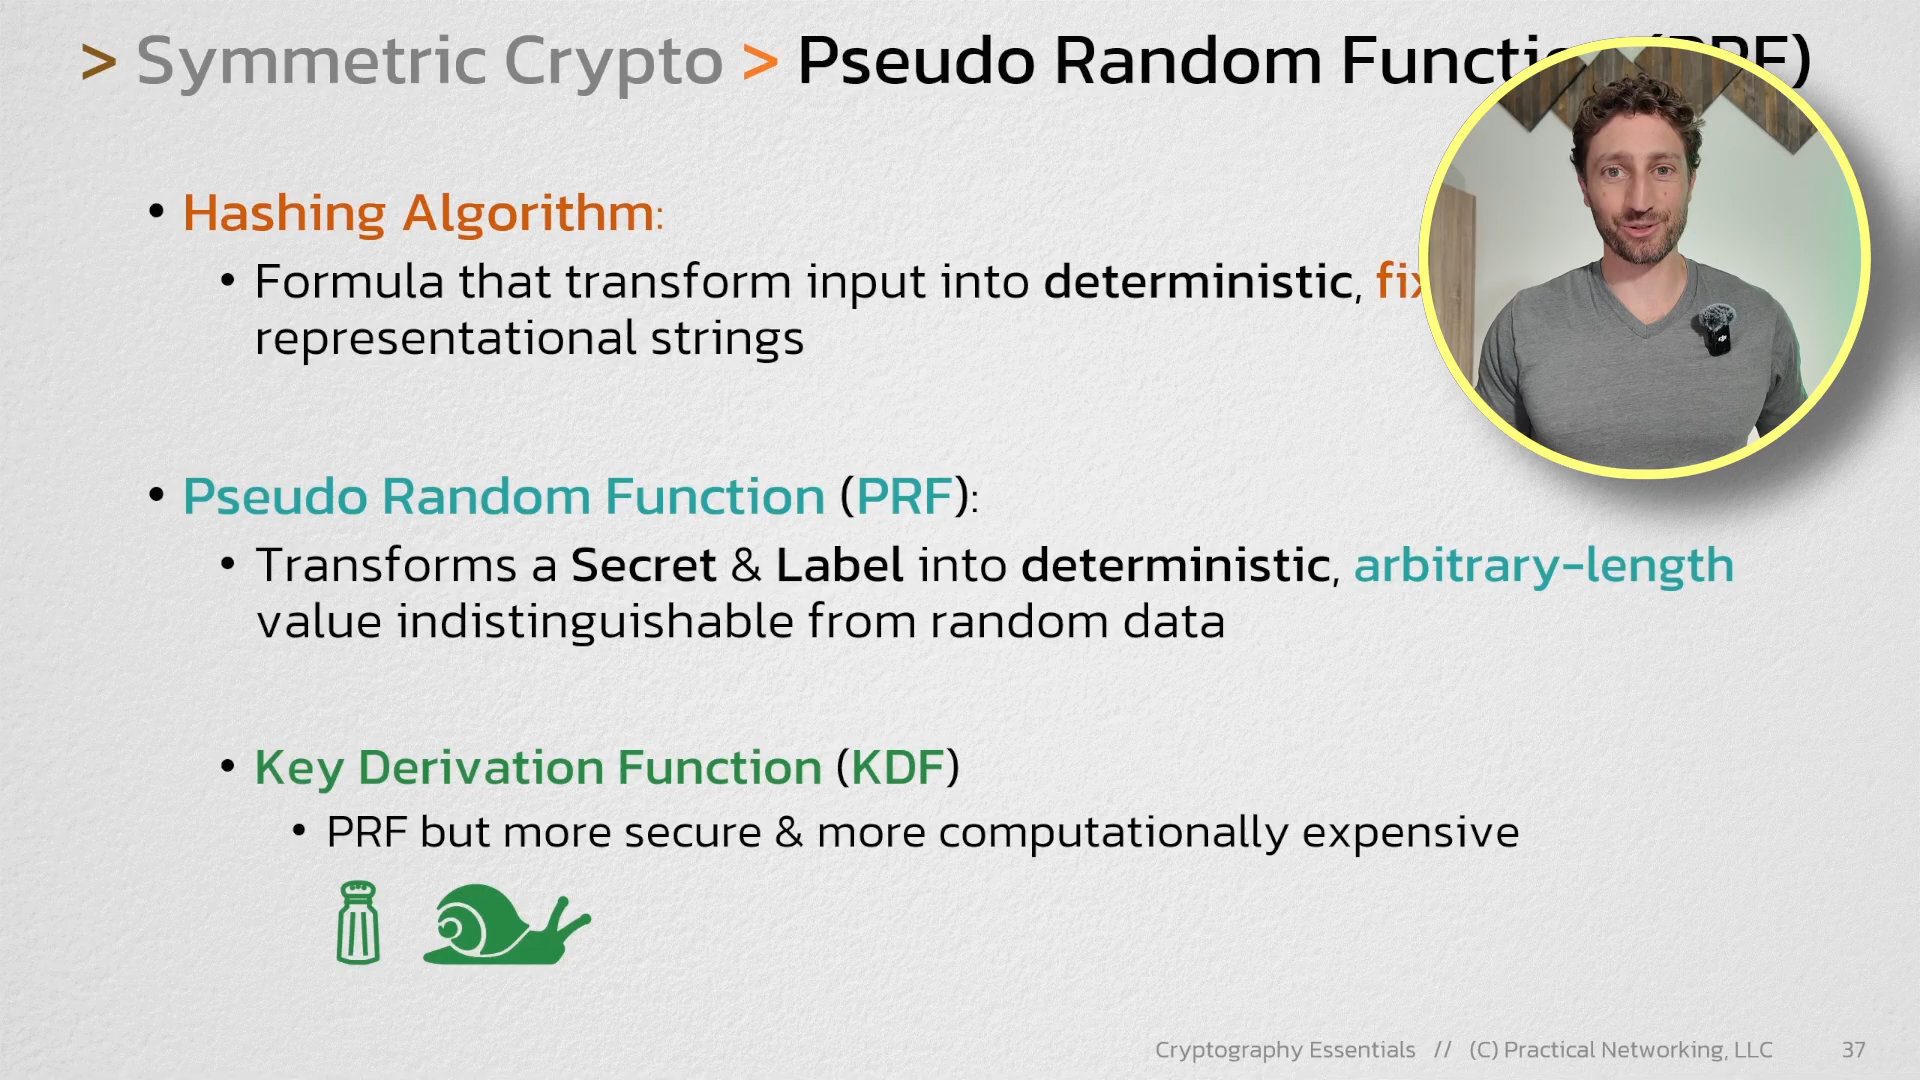 > Symmetric Crypto > Pseudo Random Function (PRF)
• Hashing Algorithm:
• Formula that transform input into deterministic,
representational strings
• Pseudo Random Function (PRF):
• Transforms a Secret & Label into deterministic, arbitrary-length
value indistinguishable from random data
• Key Derivation Function (KDF)
• PRF but more secure & more computationally expensive
Cryptography Essentials // (C) Practical Networking, LLC 37